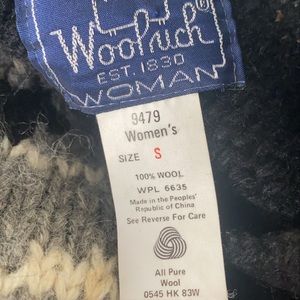 Woolrich
®
EST. 1830
WOMAN
9479
Women's
SIZE S
100% WOOL
WPL 6635
Made in the Peoples'
Republic of China
See Reverse For Care
All Pure
Wool
0545 HK 83W